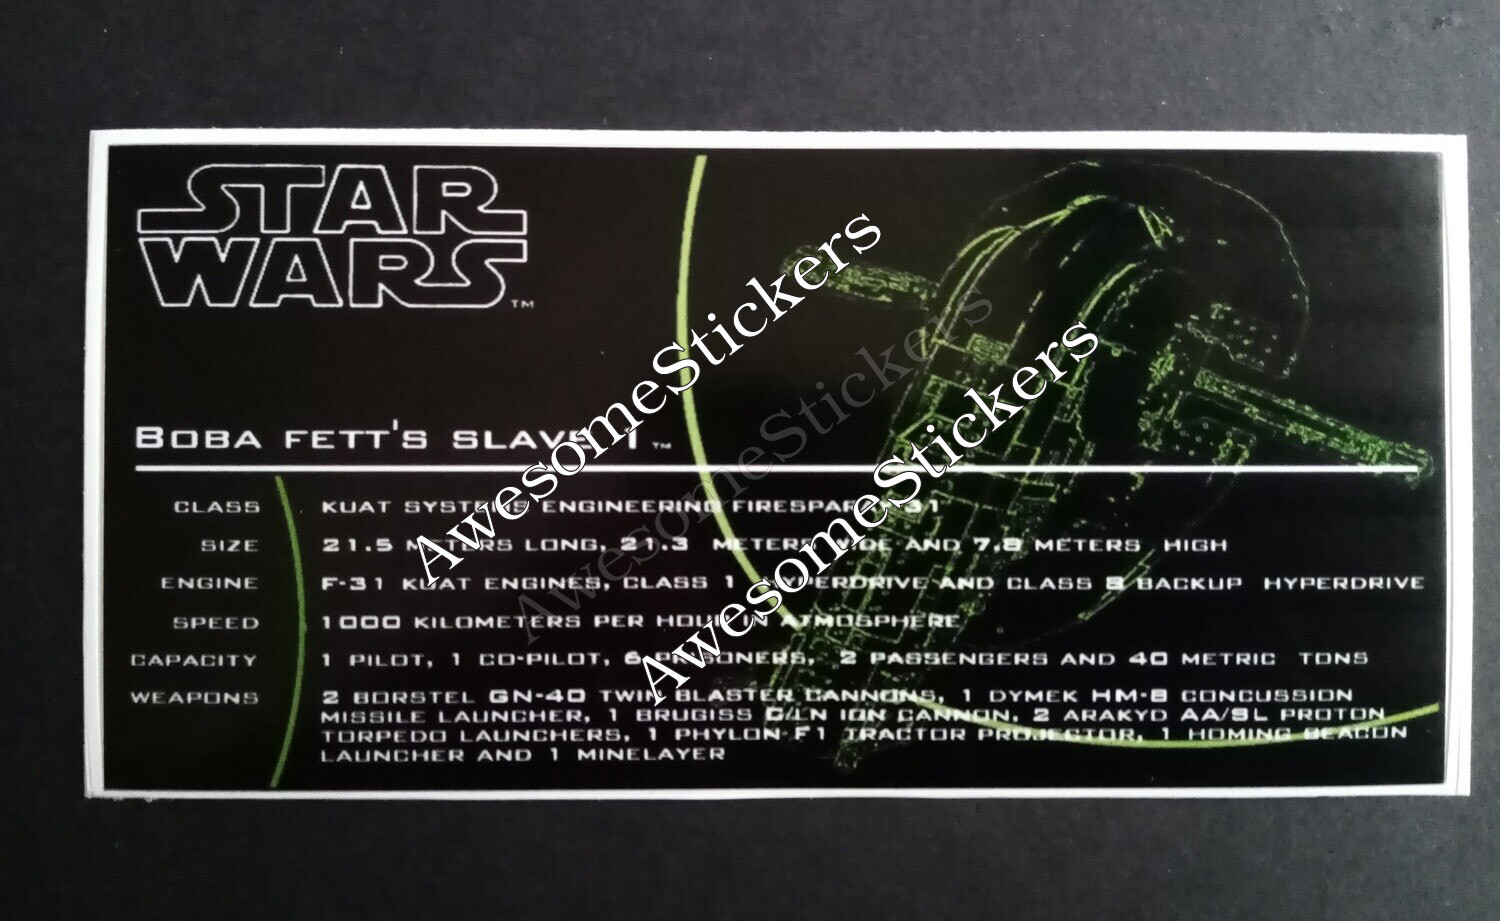 STAR
WARS
™
BOBA FETT'S SLAVE I ™
CLASS KUAT SYSTEMS ENGINEERING FIRESPARY-31
SIZE 21.5 METERS LONG, 21.3 METERS WIDE AND 7.8 METERS HIGH
ENGINE F-31 KUAT ENGINES, CLASS 1 HYPERDRIVE AND CLASS 8 BACKUP HYPERDRIVE
SPEED 1000 KILOMETERS PER HOUR IN ATMOSPHERE
CAPACITY 1 PILOT, 1 CO-PILOT, 6 PRISONERS, 2 PASSENGERS AND 40 METRIC TONS
WEAPONS 2 BORSTEL GN-40 TWIN BLASTER CANNONS, 1 DYMEK HM-8 CONCUSSION
MISSILE LAUNCHER, 1 BRUGISS C/LN ION CANNON, 2 ARAKYD AA/SL PROTON
TORPEDO LAUNCHERS, 1 PHYLON F1 TRACTOR PROJECTOR, 1 HOMING BEACON
LAUNCHER AND 1 MINELAYER
AwesomeStickers
AwesomeStickers
AwesomeStickers